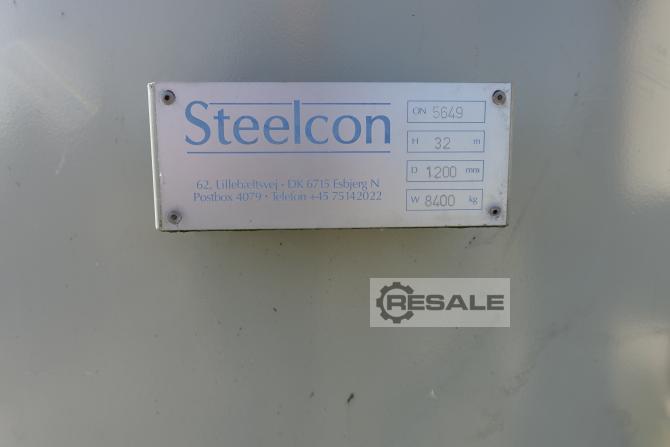 Steelcon
62, Lillebæltsvej • DK 6715 Esbjerg N
Postbox 4079 • Telefon +45 75142022
ON 5649
H 32 m
D 1200 mm
W 8400 kg
RESALE